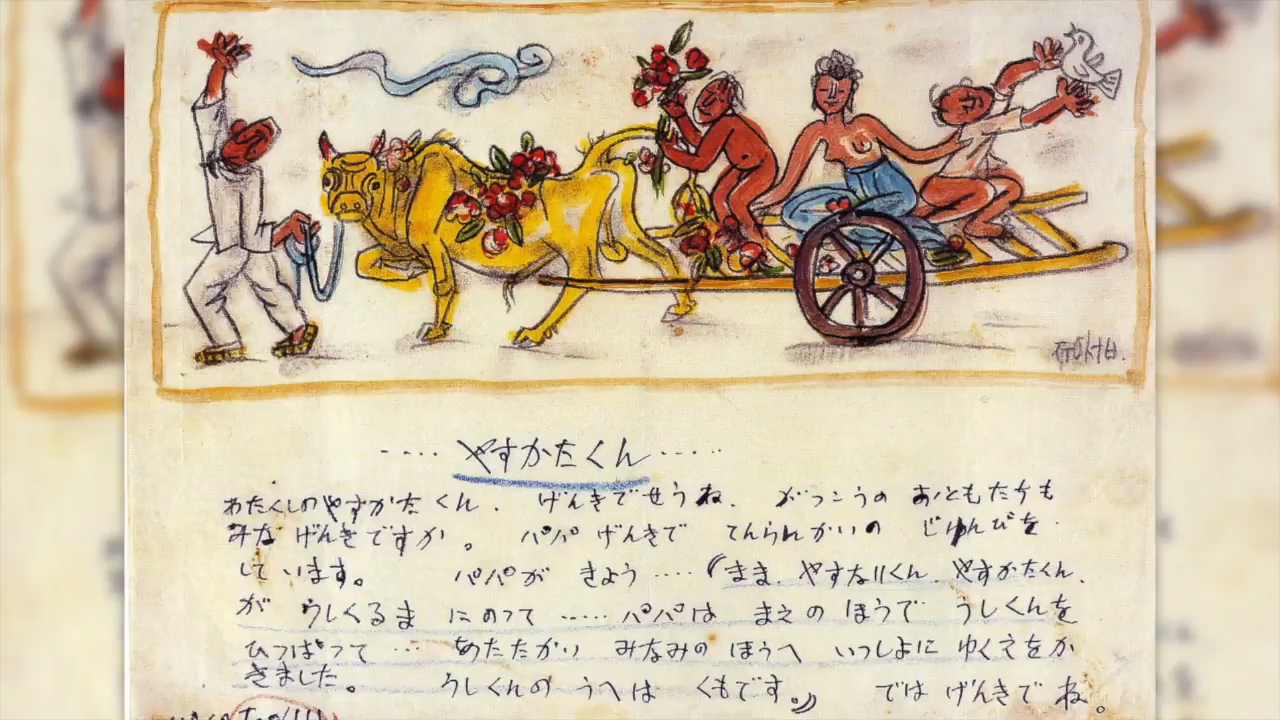 ····やすかたくん····
わたくしのやすかたくん. げんきでせうね. がつこうの おともたちも
みな げんきですか。 パパ げんきで てんらんかいの じゅんびを
しています。 パパが きょう ····(まま. やすなりくん. やすかたくん.
が うしくるま にのって ·····パパは まえの ほうで うしくんを
ひっぱって ··· あたたかい みなみの ほうへ いっしょに ゆくえをか
きました。 うしくんの うへは くもです。) では げんきで ね。